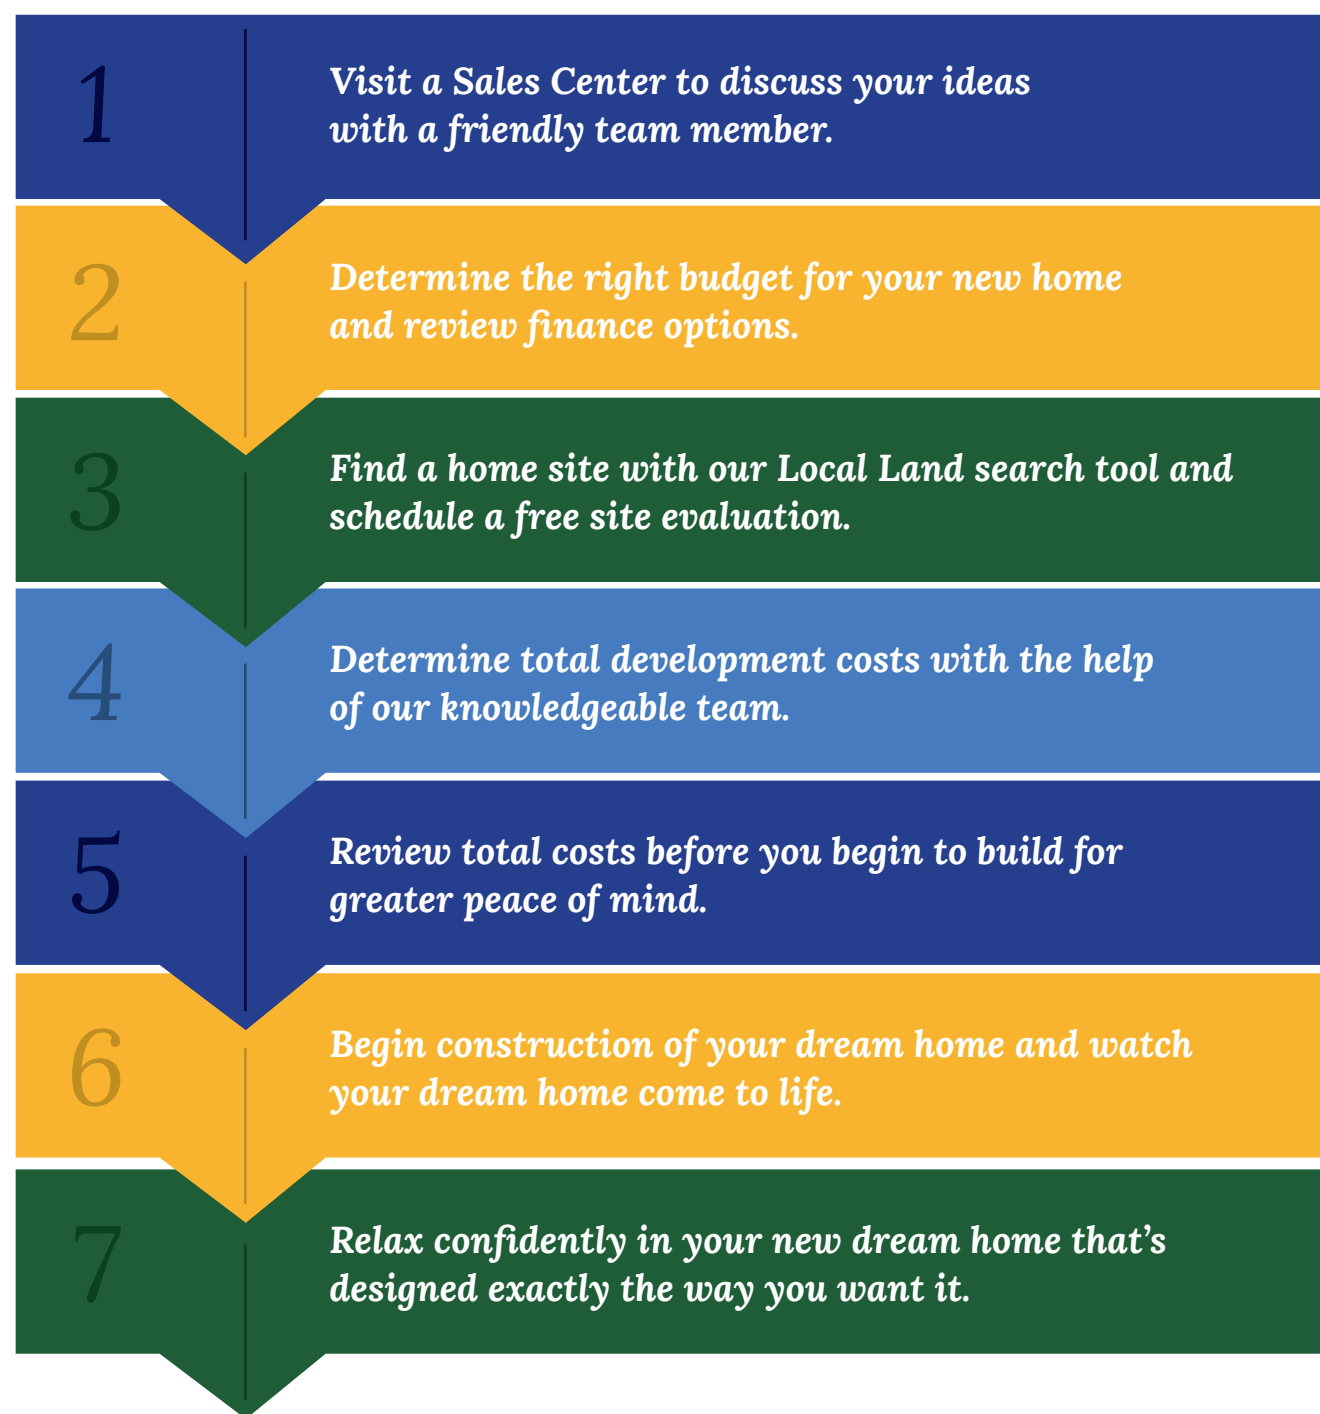 1
Visit a Sales Center to discuss your ideas
with a friendly team member.
2
Determine the right budget for your new home
and review finance options.
3
Find a home site with our Local Land search tool and
schedule a free site evaluation.
4
Determine total development costs with the help
of our knowledgeable team.
5
Review total costs before you begin to build for
greater peace of mind.
6
Begin construction of your dream home and watch
your dream home come to life.
7
Relax confidently in your new dream home that’s
designed exactly the way you want it.